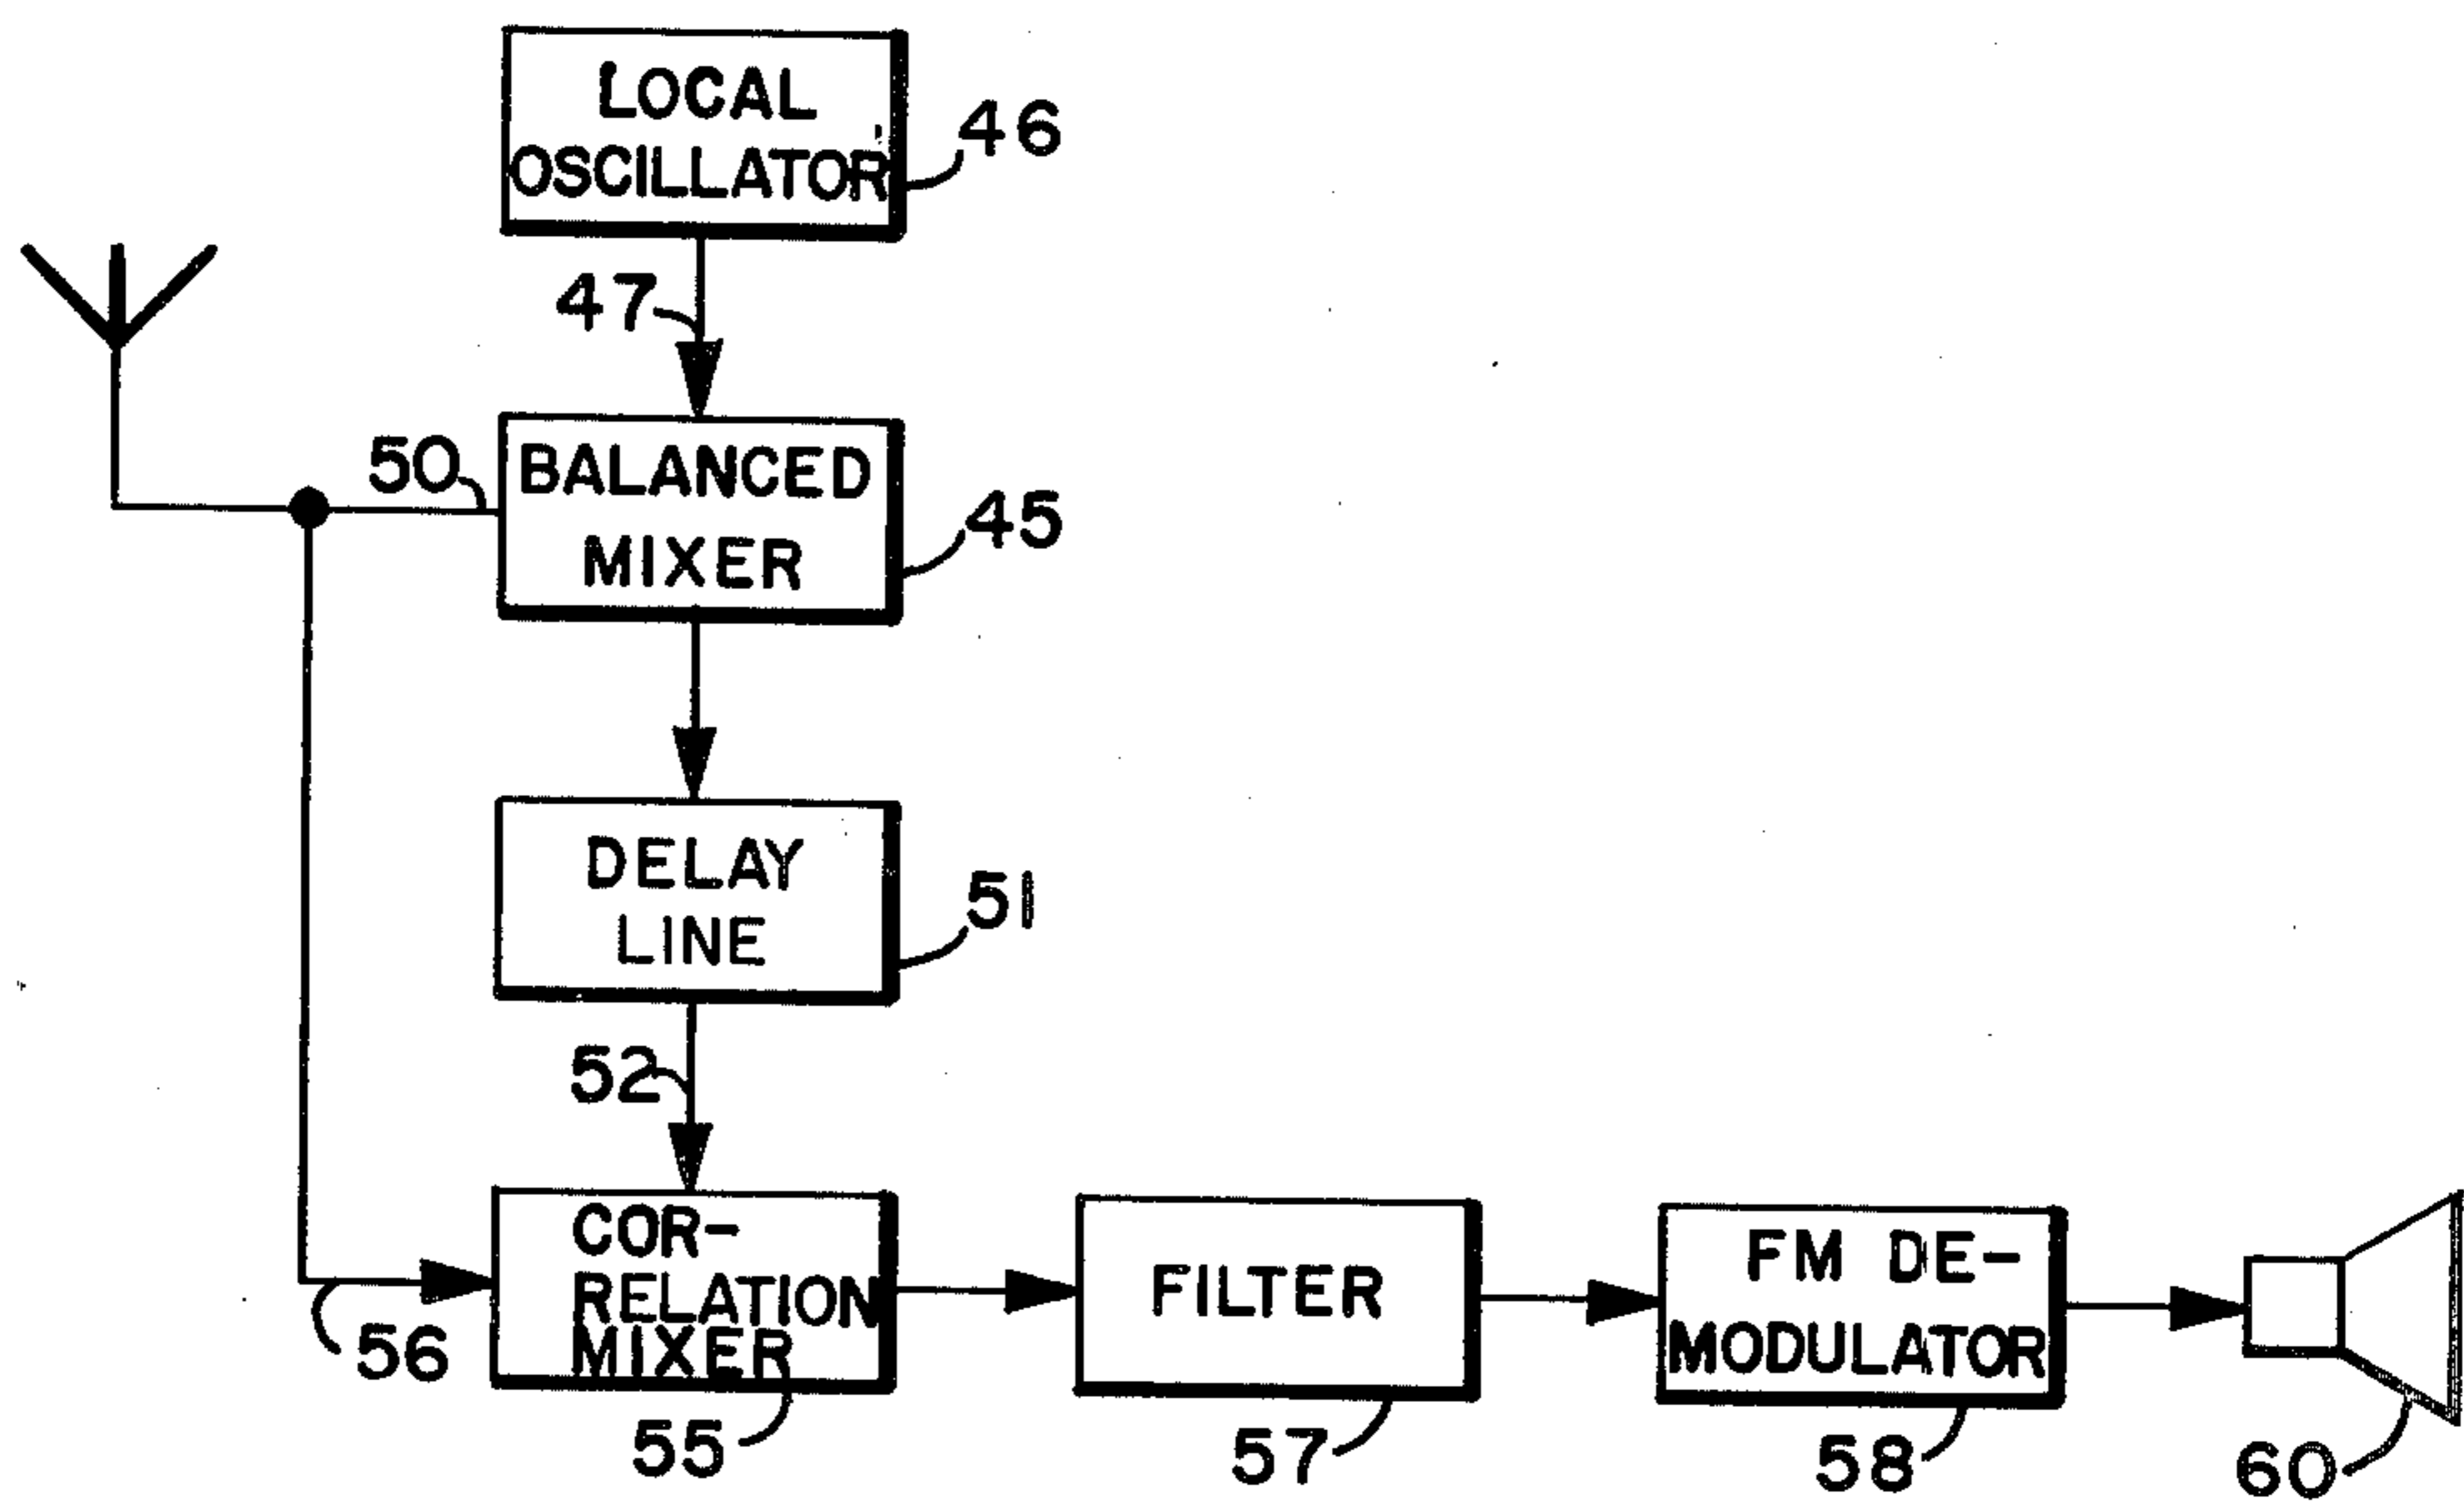 LOCAL
OSCILLATOR
46
47
50
BALANCED
MIXER
45
DELAY
LINE
51
52
COR-
RELATION
MIXER
56
55
FILTER
57
FM DE-
MODULATOR
58
60